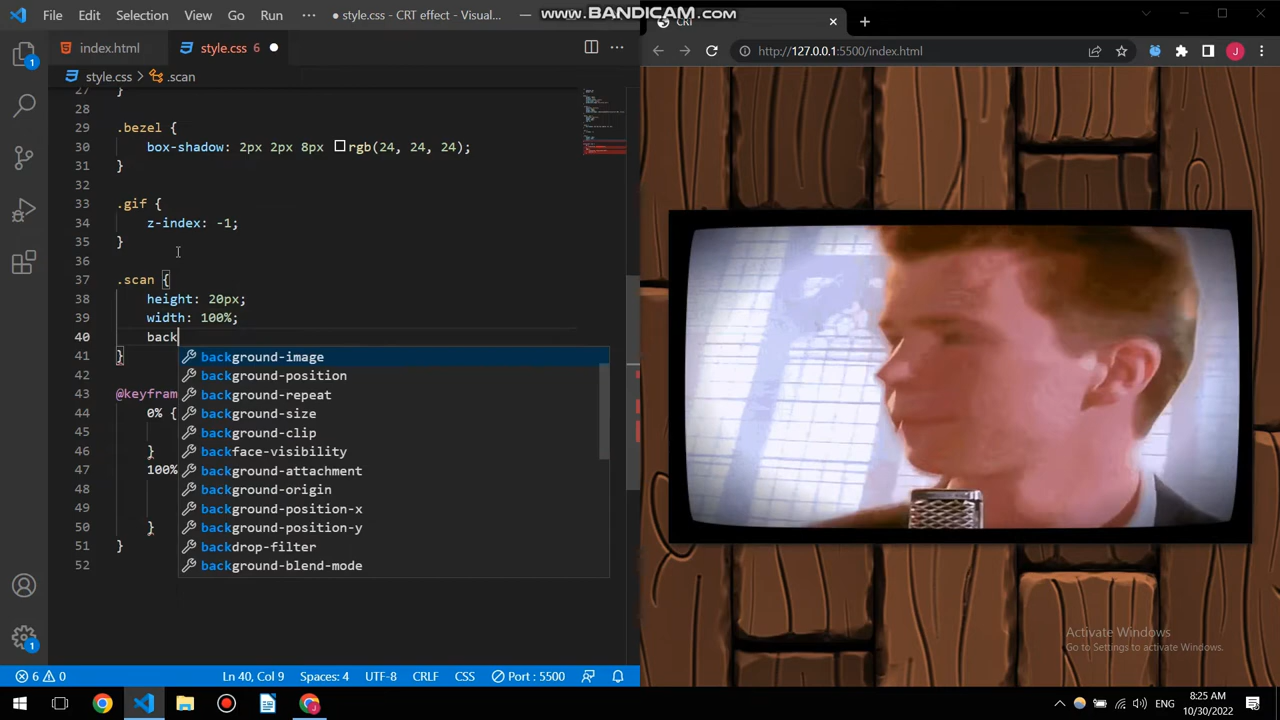 File Edit Selection View Go Run ··· ● style.css - CRT effect - Visual...
www.BANDICAM.com
index.html
style.css 6 ●
style.css > .scan
27 }
28
29 .bezel {
30 box-shadow: 2px 2px 8px rgb(24, 24, 24);
31 }
32
33 .gif {
34 z-index: -1;
35 }
36
37 .scan {
38 height: 20px;
39 width: 100%;
40 back
41 }
42
43 @keyfram
44 0% {
45
46 }
47 100%
48
49
50 }
51 }
52
background-image
background-position
background-repeat
background-size
background-clip
backface-visibility
background-attachment
background-origin
background-position-x
background-position-y
backdrop-filter
background-blend-mode
1
1
6 0 Ln 40, Col 9 Spaces: 4 UTF-8 CRLF CSS Port : 5500
CRT
http://127.0.0.1:5500/index.html
J
Activate Windows
Go to Settings to activate Windows.
ENG
8:25 AM
10/30/2022